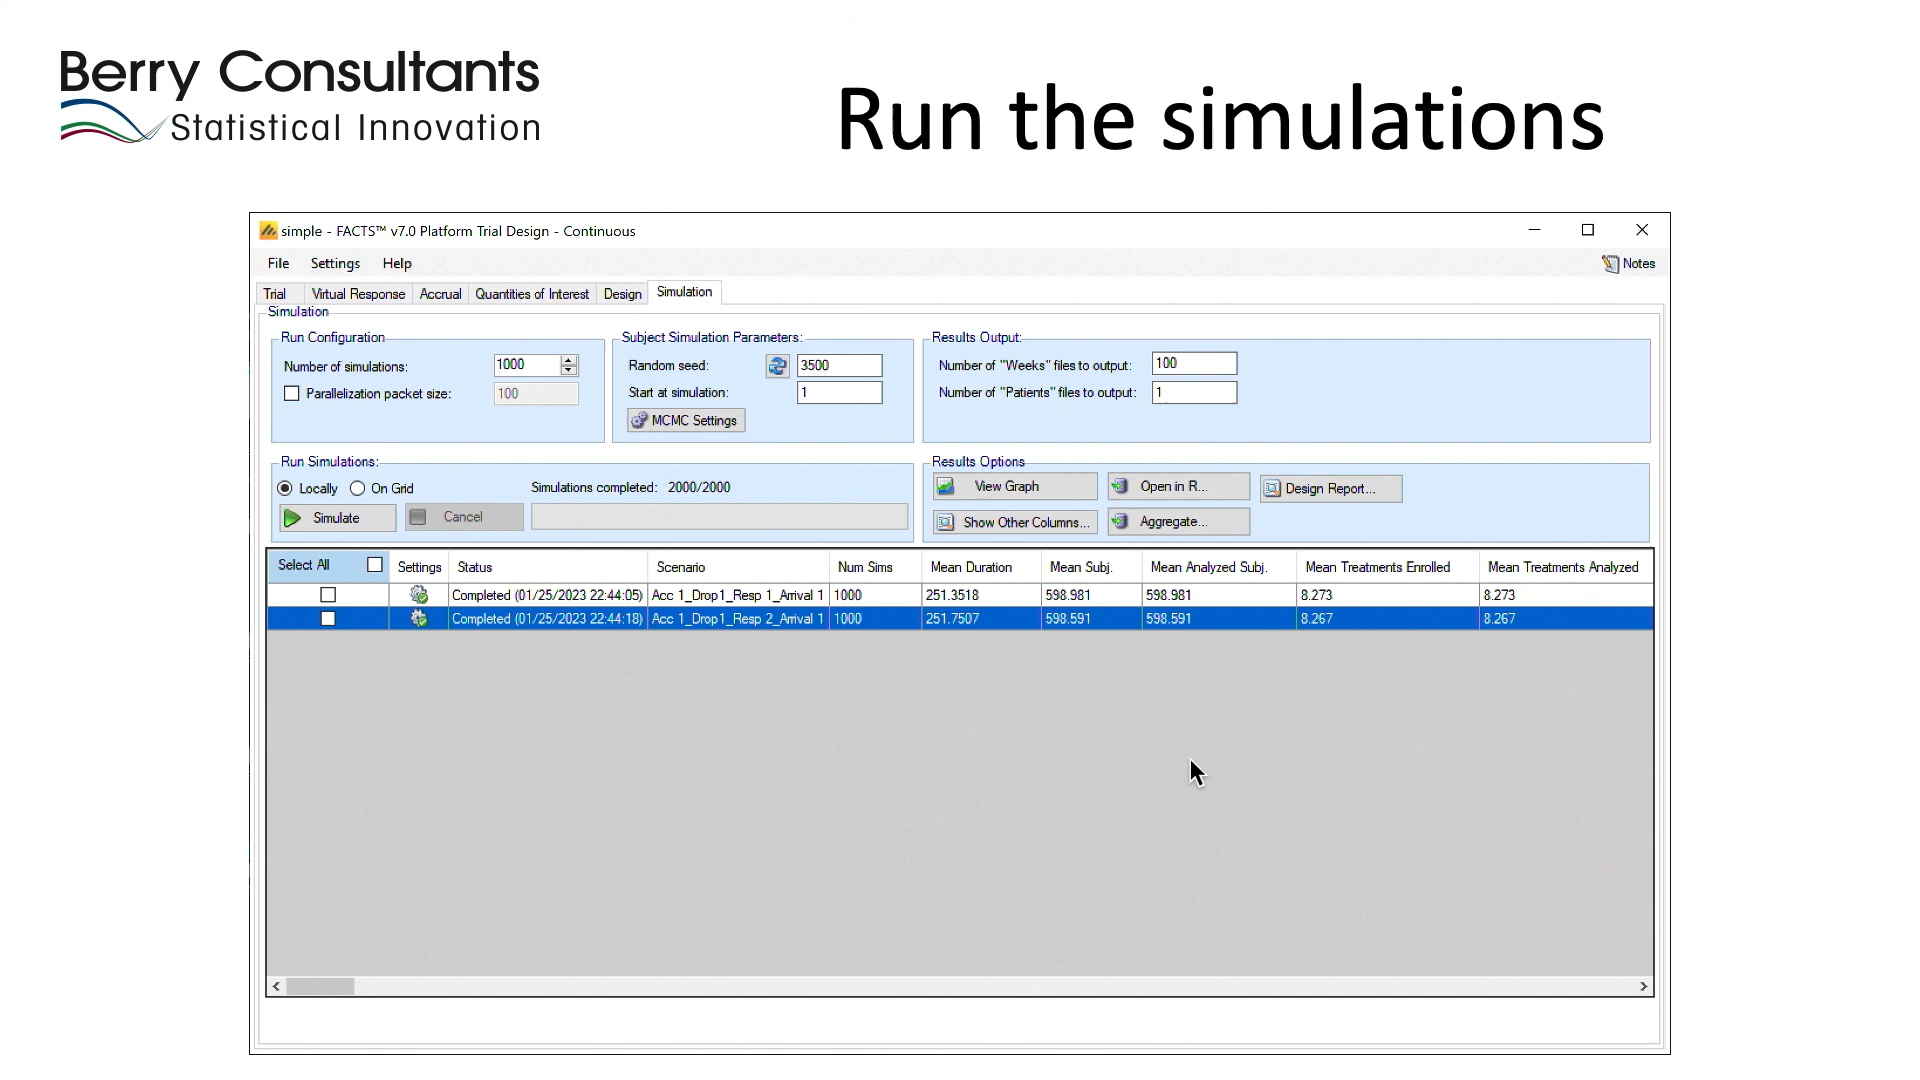 Berry Consultants
Statistical Innovation
Run the simulations
simple - FACTS™ v7.0 Platform Trial Design - Continuous
File Settings Help Notes
Trial Virtual Response Accrual Quantities of Interest Design Simulation
Simulation
Run Configuration Subject Simulation Parameters: Results Output:
Number of simulations: 1000 Random seed: 3500 Number of "Weeks" files to output: 100
Parallelization packet size: 100 Start at simulation: 1 Number of "Patients" files to output: 1
MCMC Settings
Run Simulations: Results Options
Locally On Grid Simulations completed: 2000/2000 View Graph Open in R... Design Report...
Simulate Cancel Show Other Columns... Aggregate...
Select All Settings Status Scenario Num Sims Mean Duration Mean Subj. Mean Analyzed Subj. Mean Treatments Enrolled Mean Treatments Analyzed
Completed (01/25/2023 22:44:05) Acc 1_Drop1_Resp 1_Arrival 1 1000 251.3518 598.981 598.981 8.273 8.273
Completed (01/25/2023 22:44:18) Acc 1_Drop1_Resp 2_Arrival 1 1000 251.7507 598.591 598.591 8.267 8.267